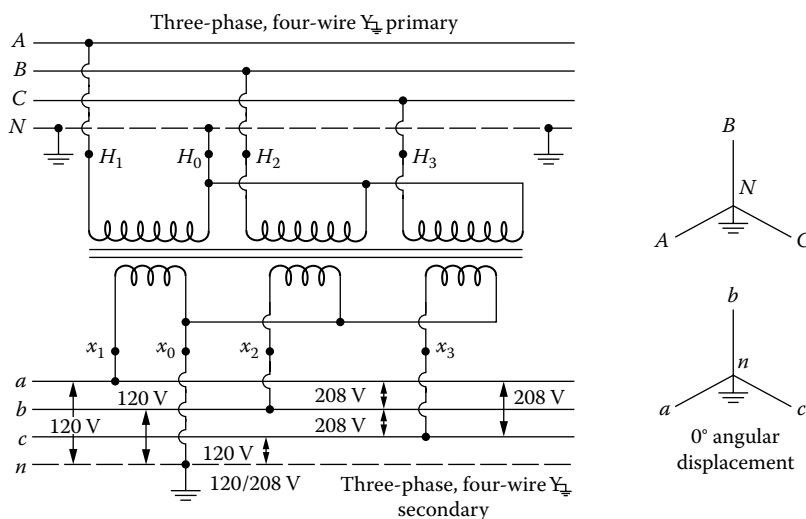 Three-phase, four-wire Y primary
A
B
C
N
H1 H0 H2 H3
B
N
A C
x1 x0 x2 x3
a
b
c
n
120 V
120 V
208 V
208 V
208 V
120 V
120/208 V
Three-phase, four-wire Y
secondary
b
n
a c
0° angular
displacement